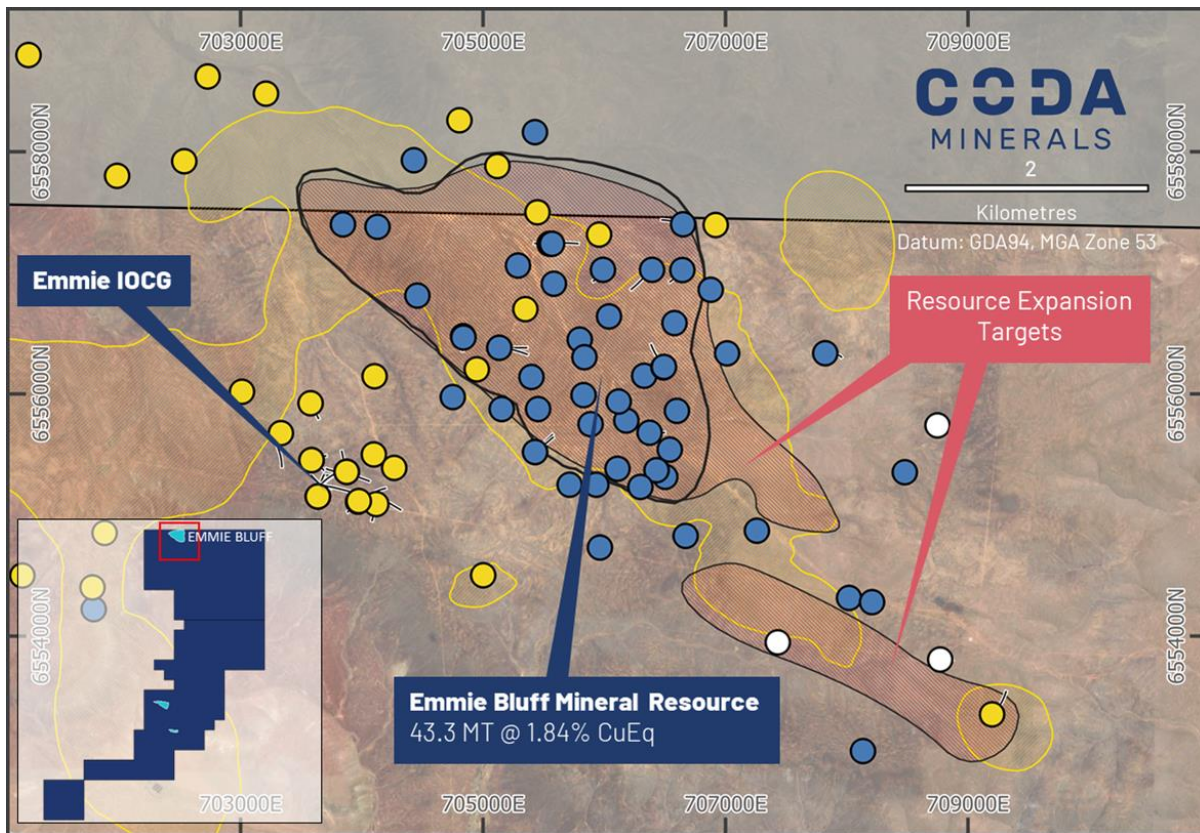 703000E 705000E 707000E 709000E
CODA
MINERALS
6558000N
6558000N
2
Kilometres
Datum: GDA94, MGA Zone 53
Emmie IOCG
Resource Expansion
Targets
6556000N
6556000N
EMMIE BLUFF
6554000N
6554000N
Emmie Bluff Mineral Resource
43.3 MT @ 1.84% CuEq
703000E 705000E 707000E 709000E